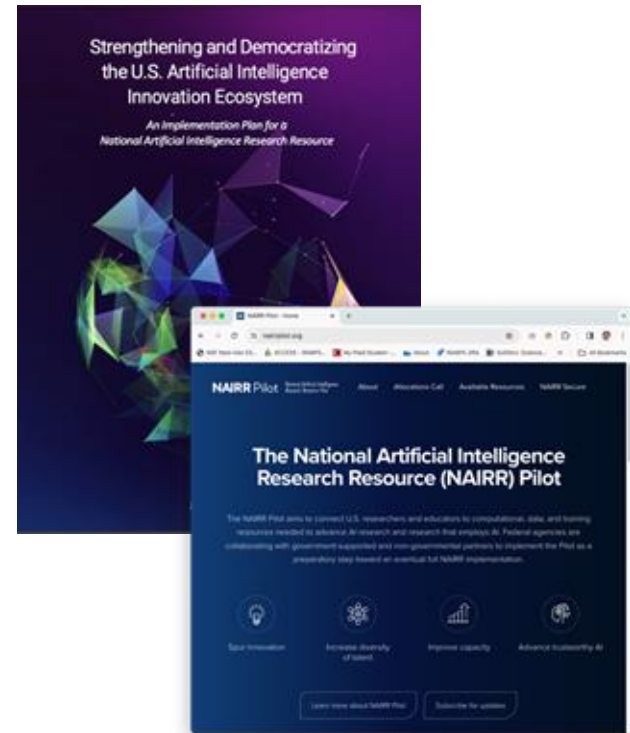 Strengthening and Democratizing
the U.S. Artificial Intelligence
Innovation Ecosystem
An Implementation Plan for a
National Artificial Intelligence Research Resource
NAIRR Pilot - Home
nairrpilot.org
NAIRR Pilot
About
Allocations Call
Available Resources
NAIRR Secure
The National Artificial Intelligence
Research Resource (NAIRR) Pilot
The NAIRR Pilot aims to connect U.S. researchers and educators to computational, data, and training
resources needed to advance AI research and research that employs AI. Federal agencies are
collaborating with government-supported and non-governmental partners to implement the Pilot as a
preparatory step toward an eventual full NAIRR implementation.
Spur Innovation
Increase diversity
of talent
Improve capacity
Advance trustworthy AI
Learn more about NAIRR Pilot
Subscribe for updates